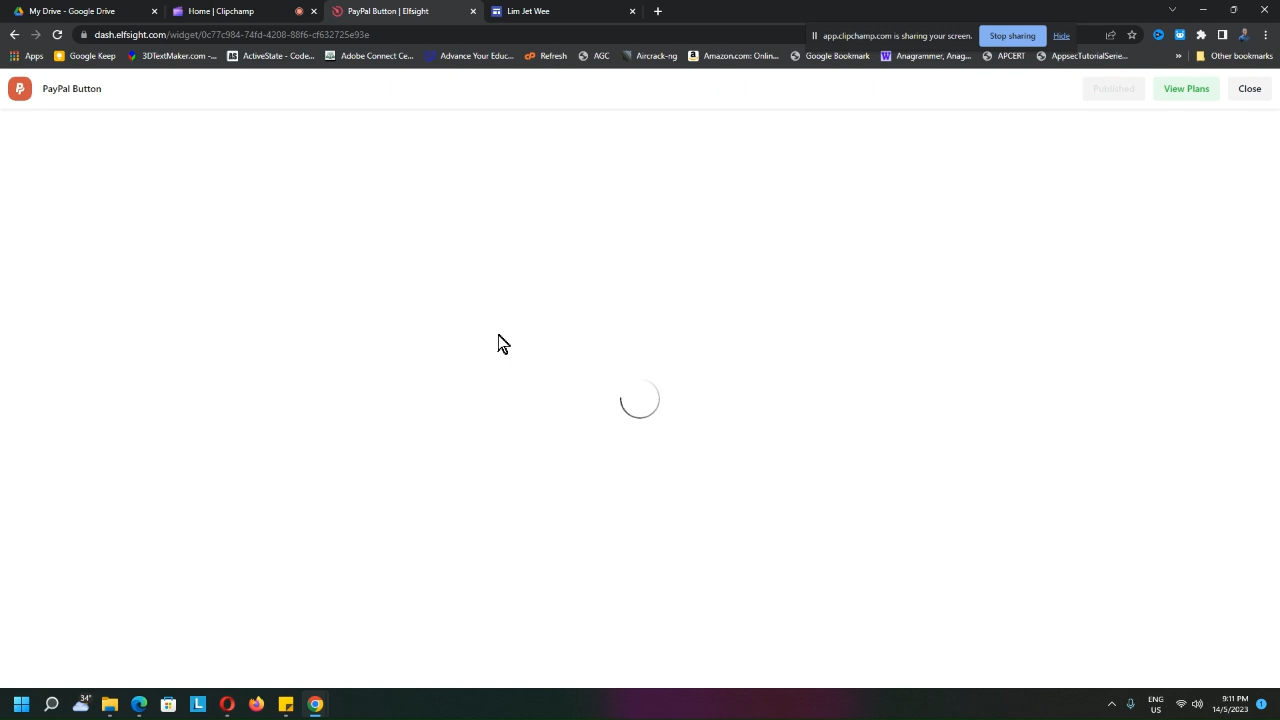 My Drive - Google Drive
Home | Clipchamp
PayPal Button | Elfsight
Lim Jet Wee
dash.elfsight.com/widget/0c77c984-74fd-4208-88f6-cf632725e93e
app.clipchamp.com is sharing your screen.
Stop sharing
Hide
Apps
Google Keep
3DTextMaker.com -...
ActiveState - Code...
Adobe Connect Ce...
Advance Your Educ...
Refresh
AGC
Aircrack-ng
Amazon.com: Onlin...
Google Bookmark
Anagrammer, Anag...
APCERT
AppsecTutorialSerie...
»
Other bookmarks
PayPal Button
Published
View Plans
Close
34°
ENG
US
9:11 PM
14/5/2023
1